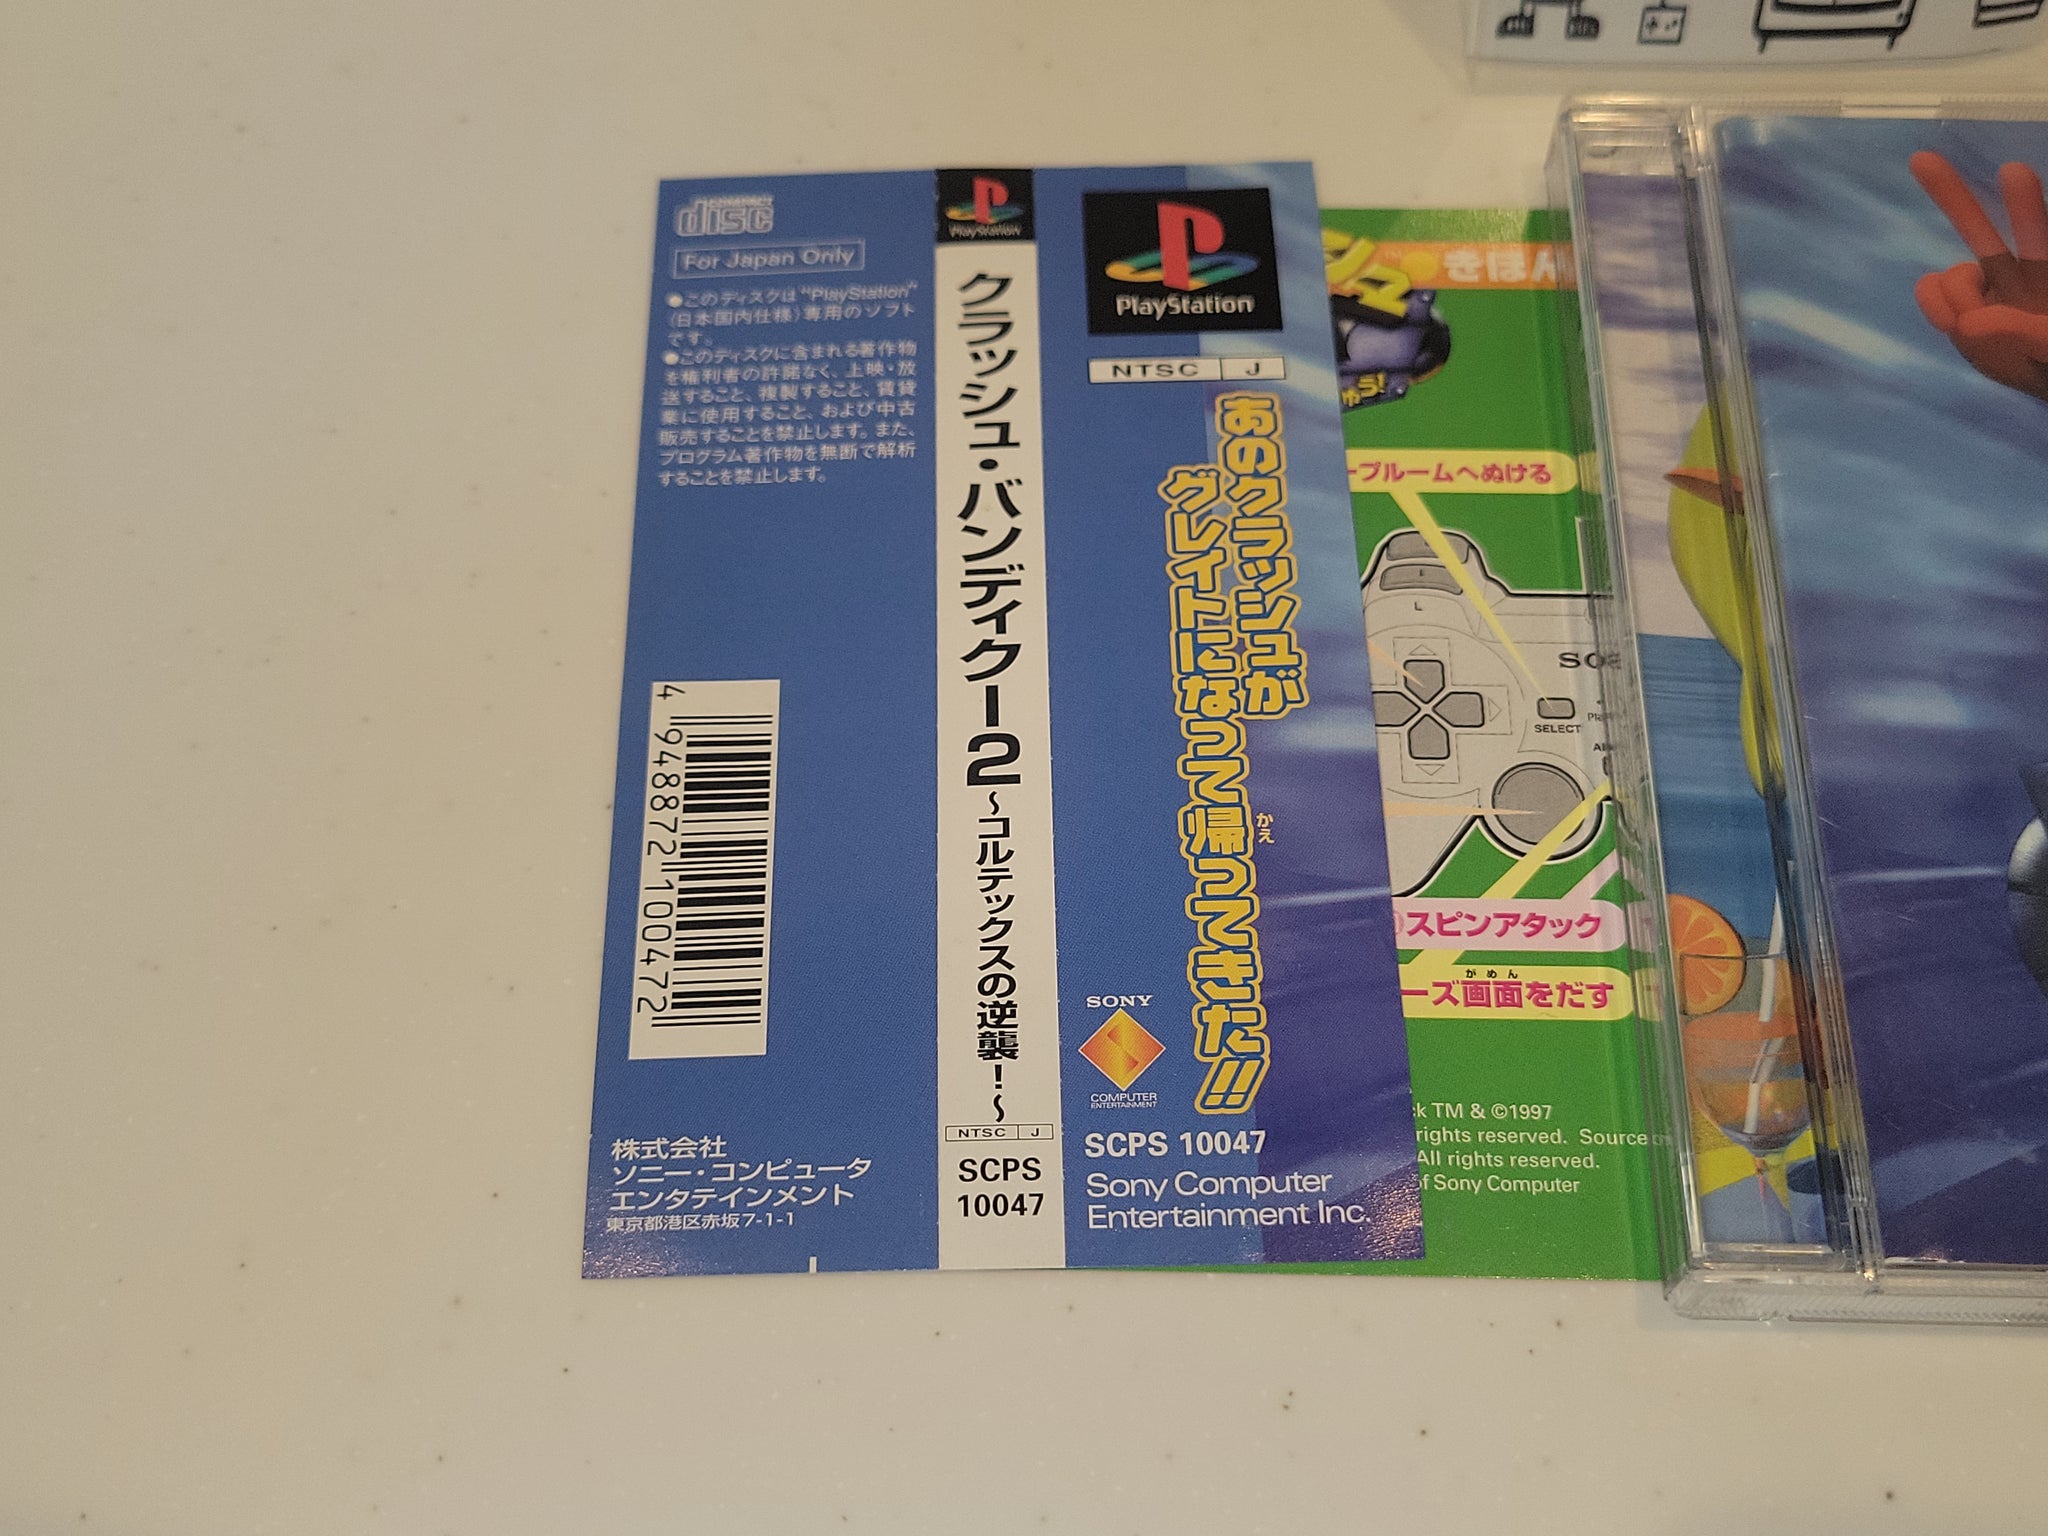 COMPACT
disc
For Japan Only
●このディスクは“PlayStation”
(日本国内仕様)専用のソフト
です。
●このディスクに含まれる著作物
を権利者の許諾なく、上映・放
送すること、複製すること、賃貸
業に使用すること、および中古
販売することを禁止します。また、
プログラム著作物を無断で解析
することを禁止します。
4 948872 100472
株式会社
ソニー・コンピュータ
エンタテインメント
東京都港区赤坂7-1-1
PlayStation
クラッシュ・バンディクー2 ～コルテックスの逆襲！～
NTSC J
SCPS
10047
PlayStation
NTSC J
あのクラッシュが
グレイトになって帰ってきた!!
かえ
SONY
COMPUTER
ENTERTAINMENT
SCPS 10047
Sony Computer
Entertainment Inc.
きほん
ープルームへぬける
L
SELECT
スピンアタック
がめん
ーズ画面をだす
TM & ©1997
rights reserved. Source
All rights reserved.
of Sony Computer